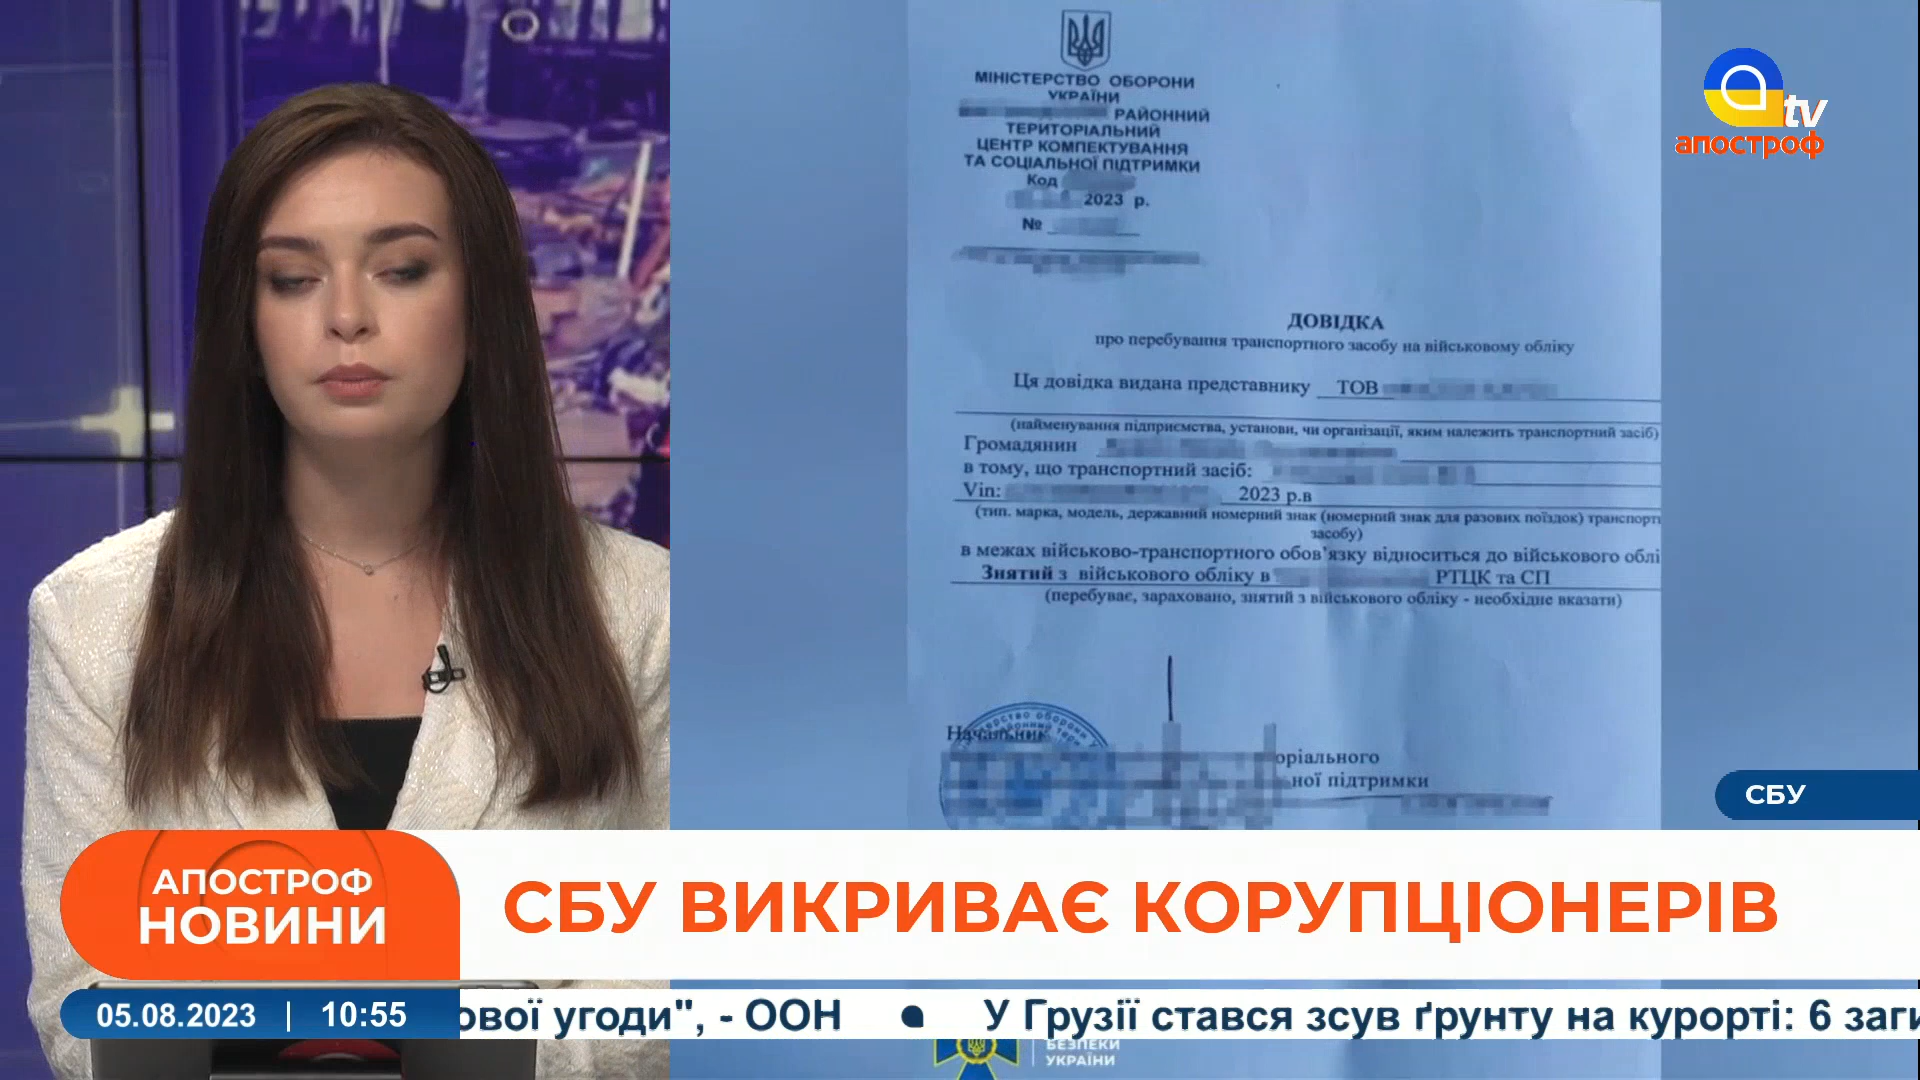 МІНІСТЕРСТВО ОБОРОНИ
УКРАЇНИ
РАЙОННИЙ
ТЕРИТОРІАЛЬНИЙ
ЦЕНТР КОМПЕКТУВАННЯ
ТА СОЦІАЛЬНОЇ ПІДТРИМКИ
Код
2023 р.
№
ДОВІДКА
про перебування транспортного засобу на військовому обліку
Ця довідка видана представнику ТОВ
(найменування підприємства, установи, чи організації, яким належить транспортний засіб)
Громадянин
в тому, що транспортний засіб:
Vin: 2023 р.в
(тип. марка, модель, державний номерний знак (номерний знак для разових поїздок) транспорт
засобу)
в межах військово-транспортного обов'язку відноситься до військового облі
Знятий з військового обліку в РТЦК та СП
(перебуває, зараховано, знятий з військового обліку - необхідне вказати)
Начальник
оріального
ної підтримки
tv
апостроф
СБУ
АПОСТРОФ
НОВИНИ
СБУ ВИКРИВАЄ КОРУПЦІОНЕРІВ
05.08.2023 | 10:55
ової угоди", - ООН • У Грузії стався зсув ґрунту на курорті: 6 заги
БЕЗПЕКИ
УКРАЇНИ